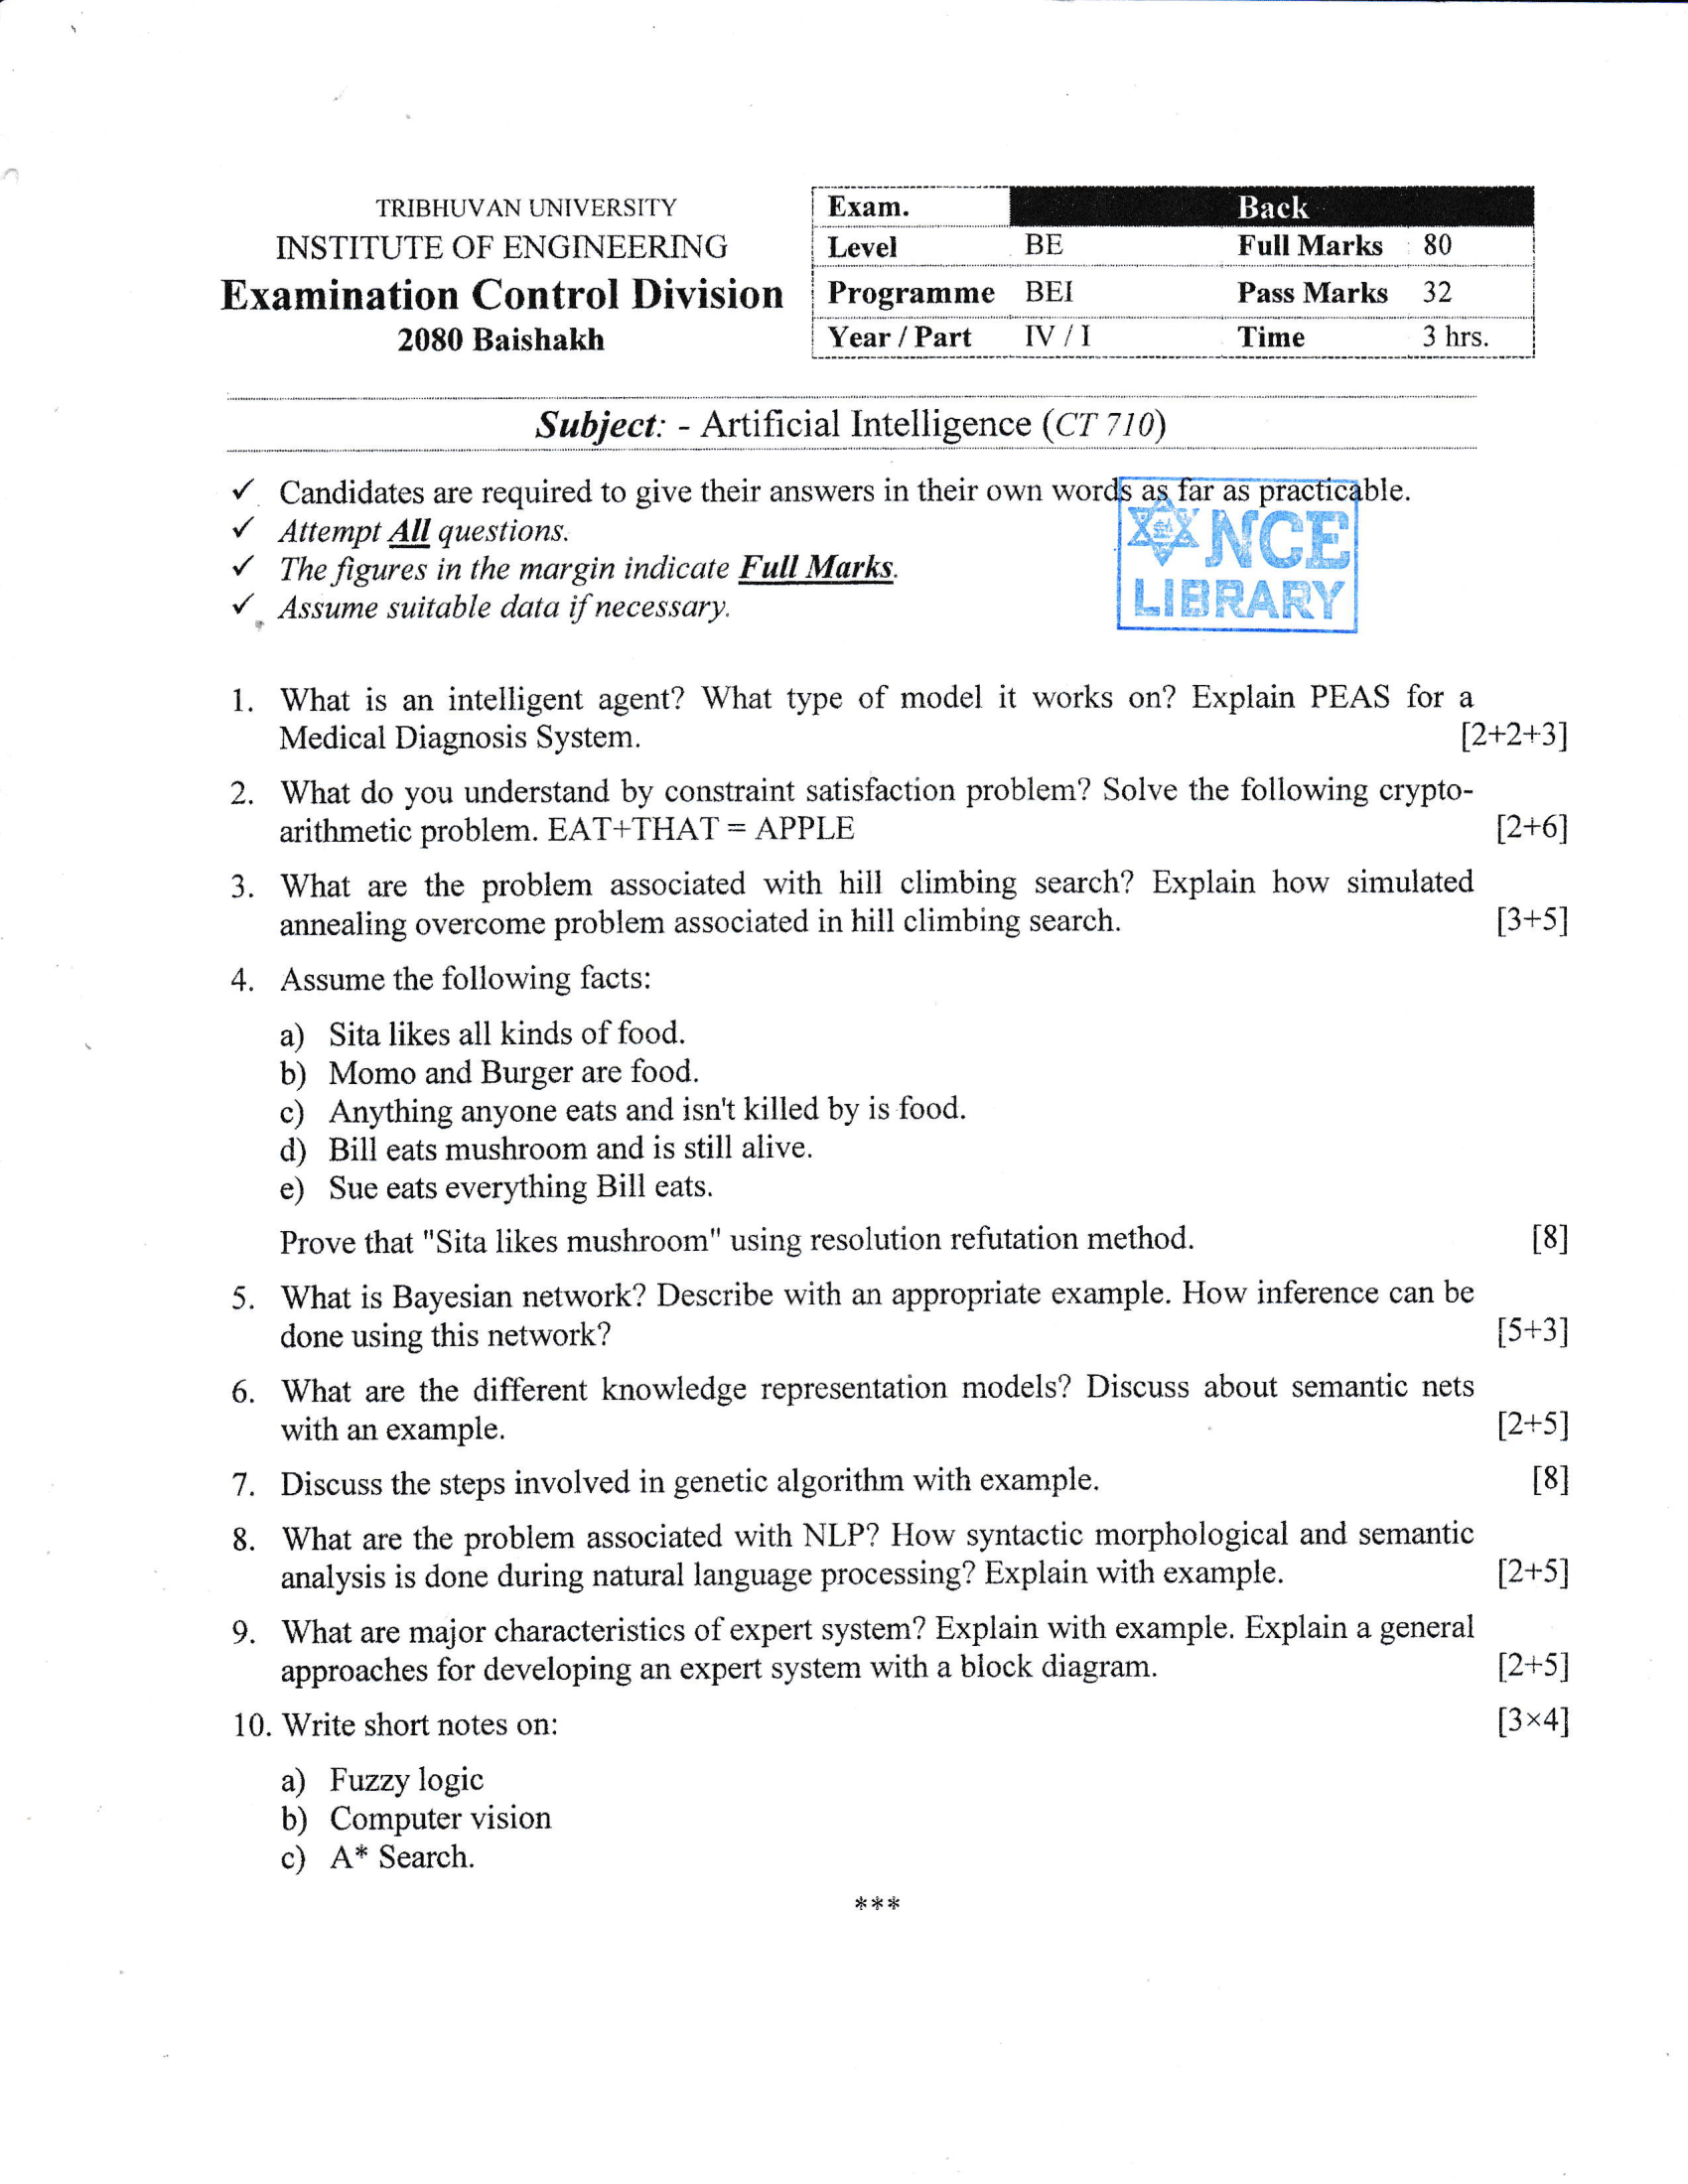 TRIBHUVAN UNIVERSITY
INSTITUTE OF ENGINEERING
Examination Control Division
2080 Baishakh
Exam. Back
Level BE Full Marks 80
Programme BEI Pass Marks 32
Year / Part IV / I Time 3 hrs.
Subject: - Artificial Intelligence (CT 710)
✓ Candidates are required to give their answers in their own words as far as practicable.
✓ Attempt All questions.
✓ The figures in the margin indicate Full Marks.
✓ Assume suitable data if necessary.
NCE
LIBRARY
1. What is an intelligent agent? What type of model it works on? Explain PEAS for a
Medical Diagnosis System. [2+2+3]
2. What do you understand by constraint satisfaction problem? Solve the following crypto-
arithmetic problem. EAT+THAT = APPLE [2+6]
3. What are the problem associated with hill climbing search? Explain how simulated
annealing overcome problem associated in hill climbing search. [3+5]
4. Assume the following facts:
a) Sita likes all kinds of food.
b) Momo and Burger are food.
c) Anything anyone eats and isn't killed by is food.
d) Bill eats mushroom and is still alive.
e) Sue eats everything Bill eats.
Prove that "Sita likes mushroom" using resolution refutation method. [8]
5. What is Bayesian network? Describe with an appropriate example. How inference can be
done using this network? [5+3]
6. What are the different knowledge representation models? Discuss about semantic nets
with an example. [2+5]
7. Discuss the steps involved in genetic algorithm with example. [8]
8. What are the problem associated with NLP? How syntactic morphological and semantic
analysis is done during natural language processing? Explain with example. [2+5]
9. What are major characteristics of expert system? Explain with example. Explain a general
approaches for developing an expert system with a block diagram. [2+5]
10. Write short notes on: [3×4]
a) Fuzzy logic
b) Computer vision
c) A* Search.
***